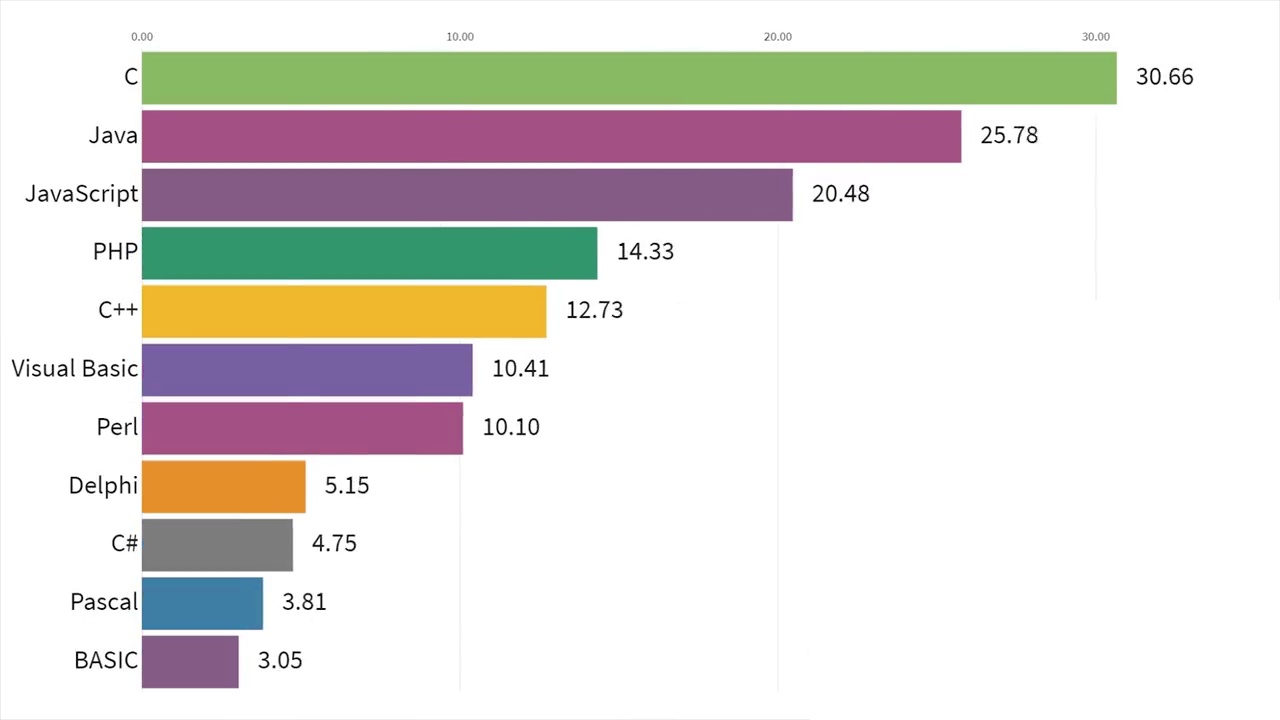 0.00 10.00 20.00 30.00
C 30.66
Java 25.78
JavaScript 20.48
PHP 14.33
C++ 12.73
Visual Basic 10.41
Perl 10.10
Delphi 5.15
C# 4.75
Pascal 3.81
BASIC 3.05